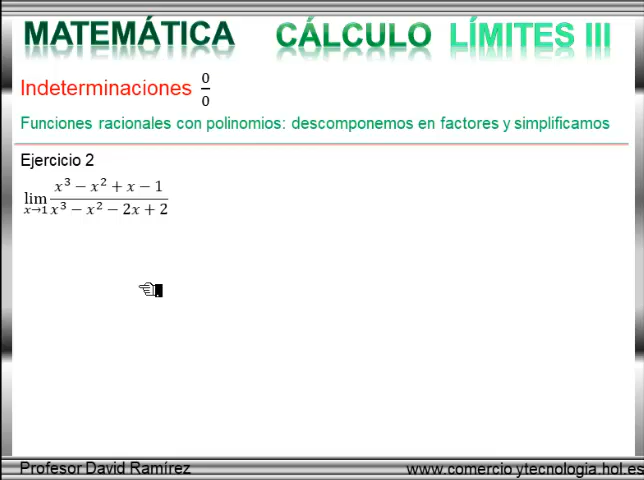 MATEMÁTICA CÁLCULO LÍMITES III
Indeterminaciones 0/0
Funciones racionales con polinomios: descomponemos en factores y simplificamos
Ejercicio 2
lim x→1 (x³ − x² + x − 1)/(x³ − x² − 2x + 2)
Profesor David Ramírez www.comercioytecnologia.hol.es